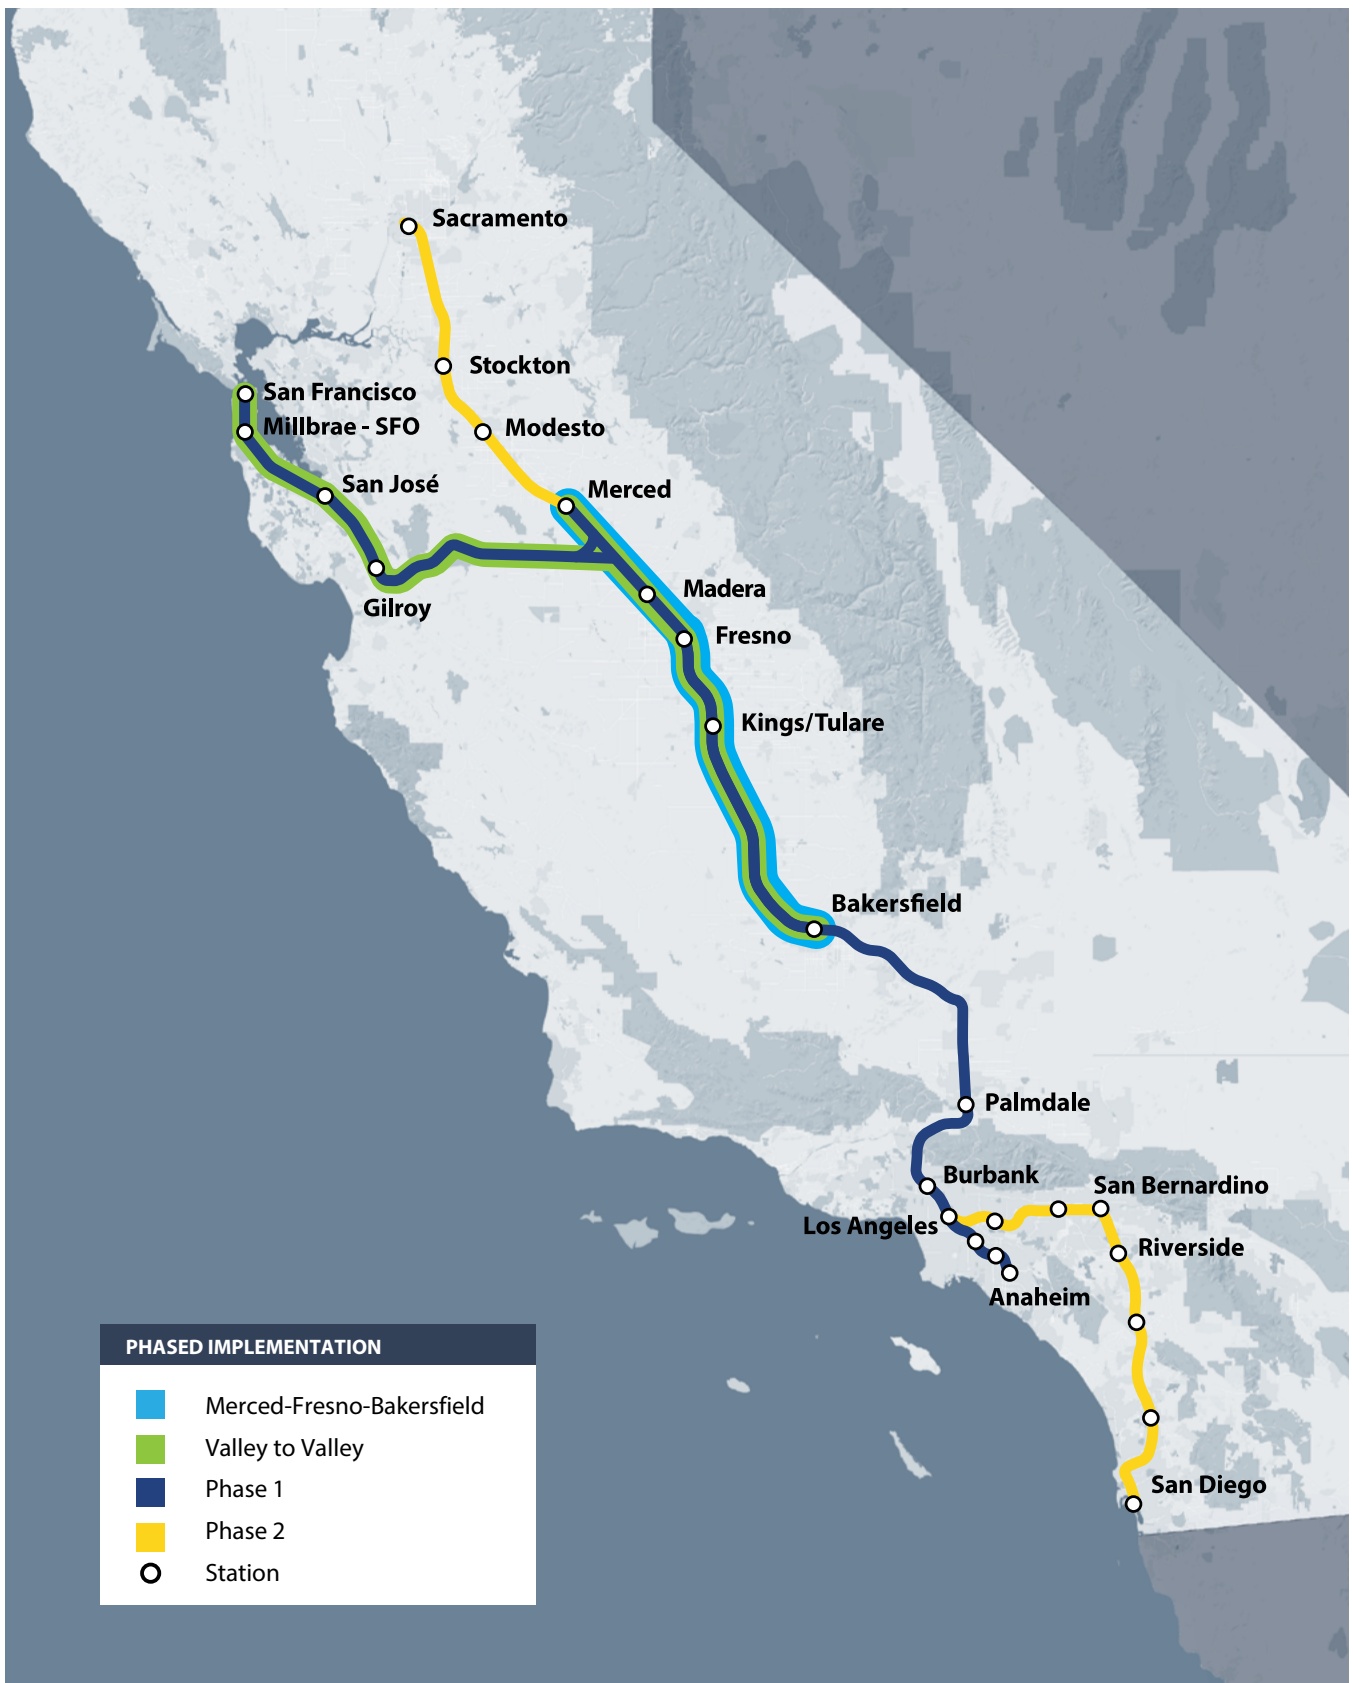 Sacramento
Stockton
San Francisco
Millbrae - SFO
Modesto
San José
Merced
Madera
Gilroy
Fresno
Kings/Tulare
Bakersfield
Palmdale
Burbank
San Bernardino
Los Angeles
Riverside
Anaheim
San Diego
PHASED IMPLEMENTATION
Merced-Fresno-Bakersfield
Valley to Valley
Phase 1
Phase 2
Station